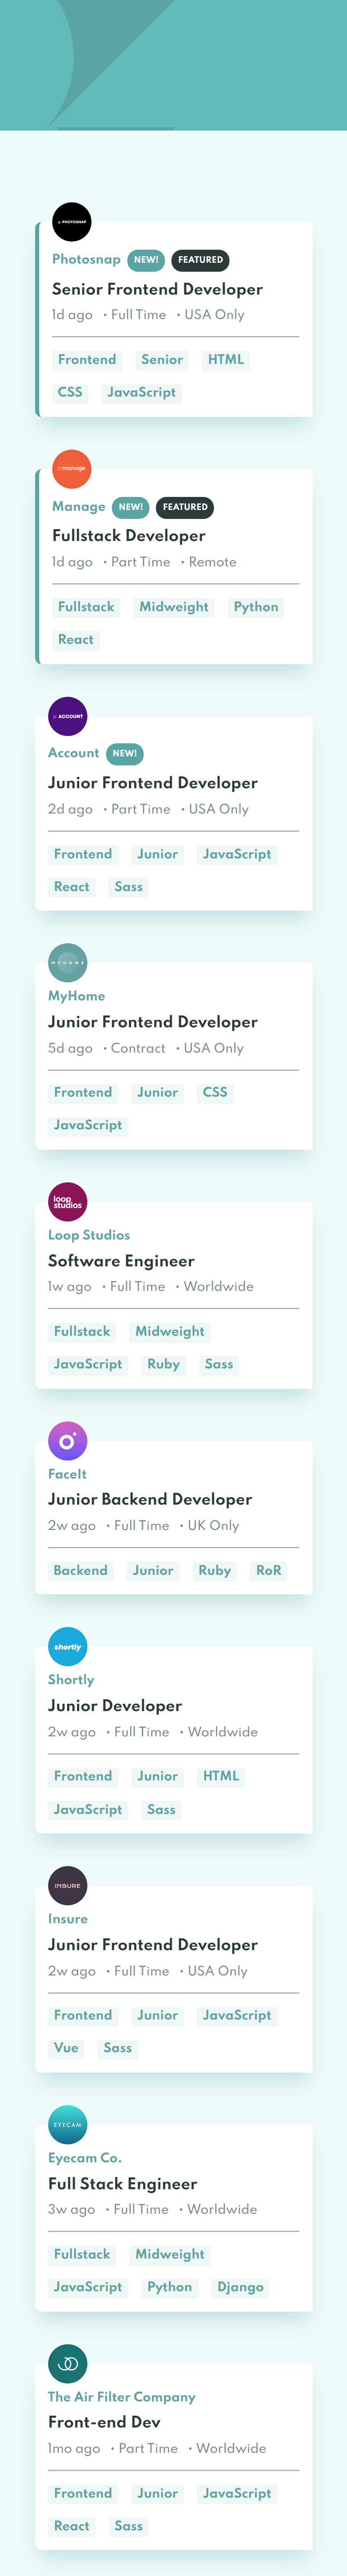 PHOTOSNAP
Photosnap NEW! FEATURED
Senior Frontend Developer
1d ago • Full Time • USA Only
Frontend Senior HTML
CSS JavaScript
manage
Manage NEW! FEATURED
Fullstack Developer
1d ago • Part Time • Remote
Fullstack Midweight Python
React
ACCOUNT
Account NEW!
Junior Frontend Developer
2d ago • Part Time • USA Only
Frontend Junior JavaScript
React Sass
MYHOME
MyHome
Junior Frontend Developer
5d ago • Contract • USA Only
Frontend Junior CSS
JavaScript
loop
studios
Loop Studios
Software Engineer
1w ago • Full Time • Worldwide
Fullstack Midweight
JavaScript Ruby Sass
FaceIt
Junior Backend Developer
2w ago • Full Time • UK Only
Backend Junior Ruby RoR
shortly
Shortly
Junior Developer
2w ago • Full Time • Worldwide
Frontend Junior HTML
JavaScript Sass
INSURE
Insure
Junior Frontend Developer
2w ago • Full Time • USA Only
Frontend Junior JavaScript
Vue Sass
EYECAM
Eyecam Co.
Full Stack Engineer
3w ago • Full Time • Worldwide
Fullstack Midweight
JavaScript Python Django
The Air Filter Company
Front-end Dev
1mo ago • Part Time • Worldwide
Frontend Junior JavaScript
React Sass